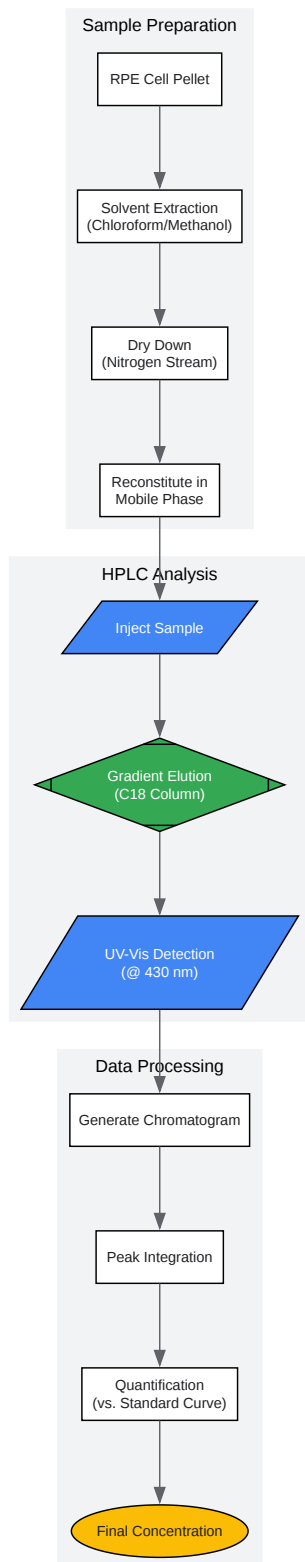 Sample Preparation
RPE Cell Pellet
Solvent Extraction
(Chloroform/Methanol)
Dry Down
(Nitrogen Stream)
Reconstitute in
Mobile Phase
HPLC Analysis
Inject Sample
Gradient Elution
(C18 Column)
UV-Vis Detection
(@ 430 nm)
Data Processing
Generate Chromatogram
Peak Integration
Quantification
(vs. Standard Curve)
Final Concentration